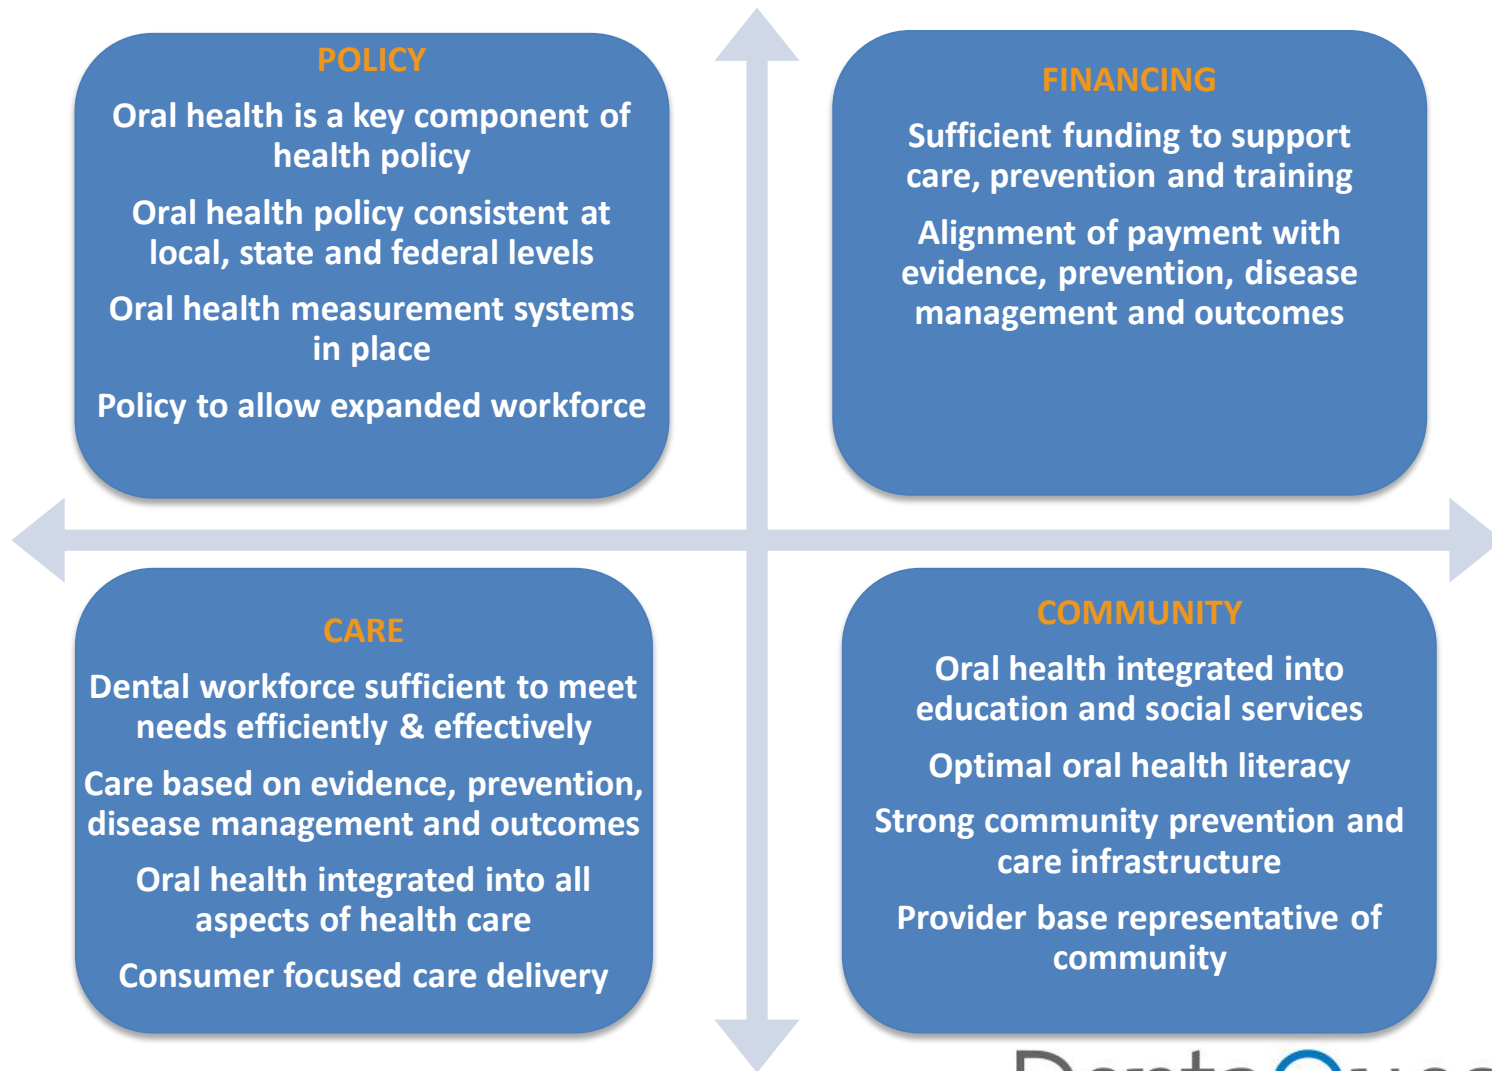 POLICY
Oral health is a key component of
health policy
Oral health policy consistent at
local, state and federal levels
Oral health measurement systems
in place
Policy to allow expanded workforce
FINANCING
Sufficient funding to support
care, prevention and training
Alignment of payment with
evidence, prevention, disease
management and outcomes
CARE
Dental workforce sufficient to meet
needs efficiently & effectively
Care based on evidence, prevention,
disease management and outcomes
Oral health integrated into all
aspects of health care
Consumer focused care delivery
COMMUNITY
Oral health integrated into
education and social services
Optimal oral health literacy
Strong community prevention and
care infrastructure
Provider base representative of
community